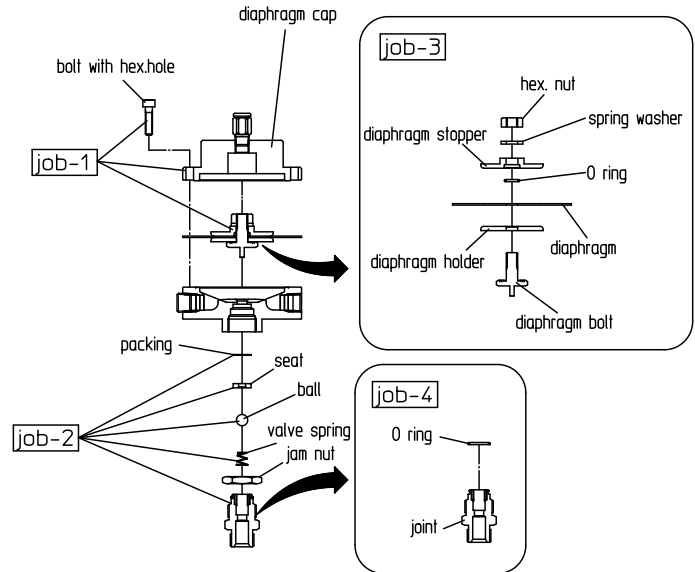 diaphragm cap
bolt with hex.hole
job-1
packing
seat
ball
job-2
valve spring
jam nut
job-3
hex. nut
spring washer
diaphragm stopper
O ring
diaphragm
diaphragm holder
diaphragm bolt
job-4
O ring
joint